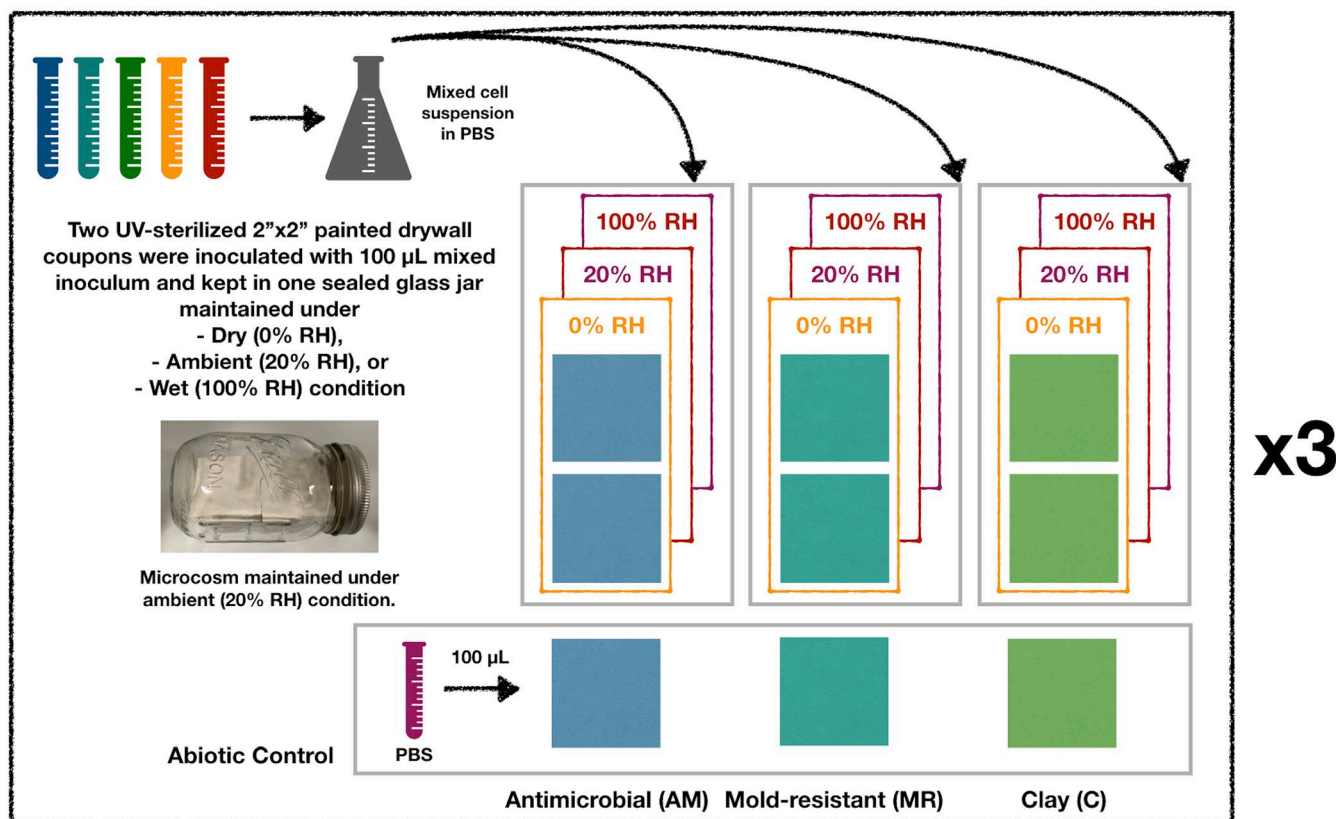 Mixed cell
suspension
in PBS
Two UV-sterilized 2”x2” painted drywall
coupons were inoculated with 100 µL mixed
inoculum and kept in one sealed glass jar
maintained under
- Dry (0% RH),
- Ambient (20% RH), or
- Wet (100% RH) condition
MASON
Microcosm maintained under
ambient (20% RH) condition.
100% RH
20% RH
0% RH
100% RH
20% RH
0% RH
100% RH
20% RH
0% RH
x3
100 µL
PBS
Abiotic Control
Antimicrobial (AM)
Mold-resistant (MR)
Clay (C)